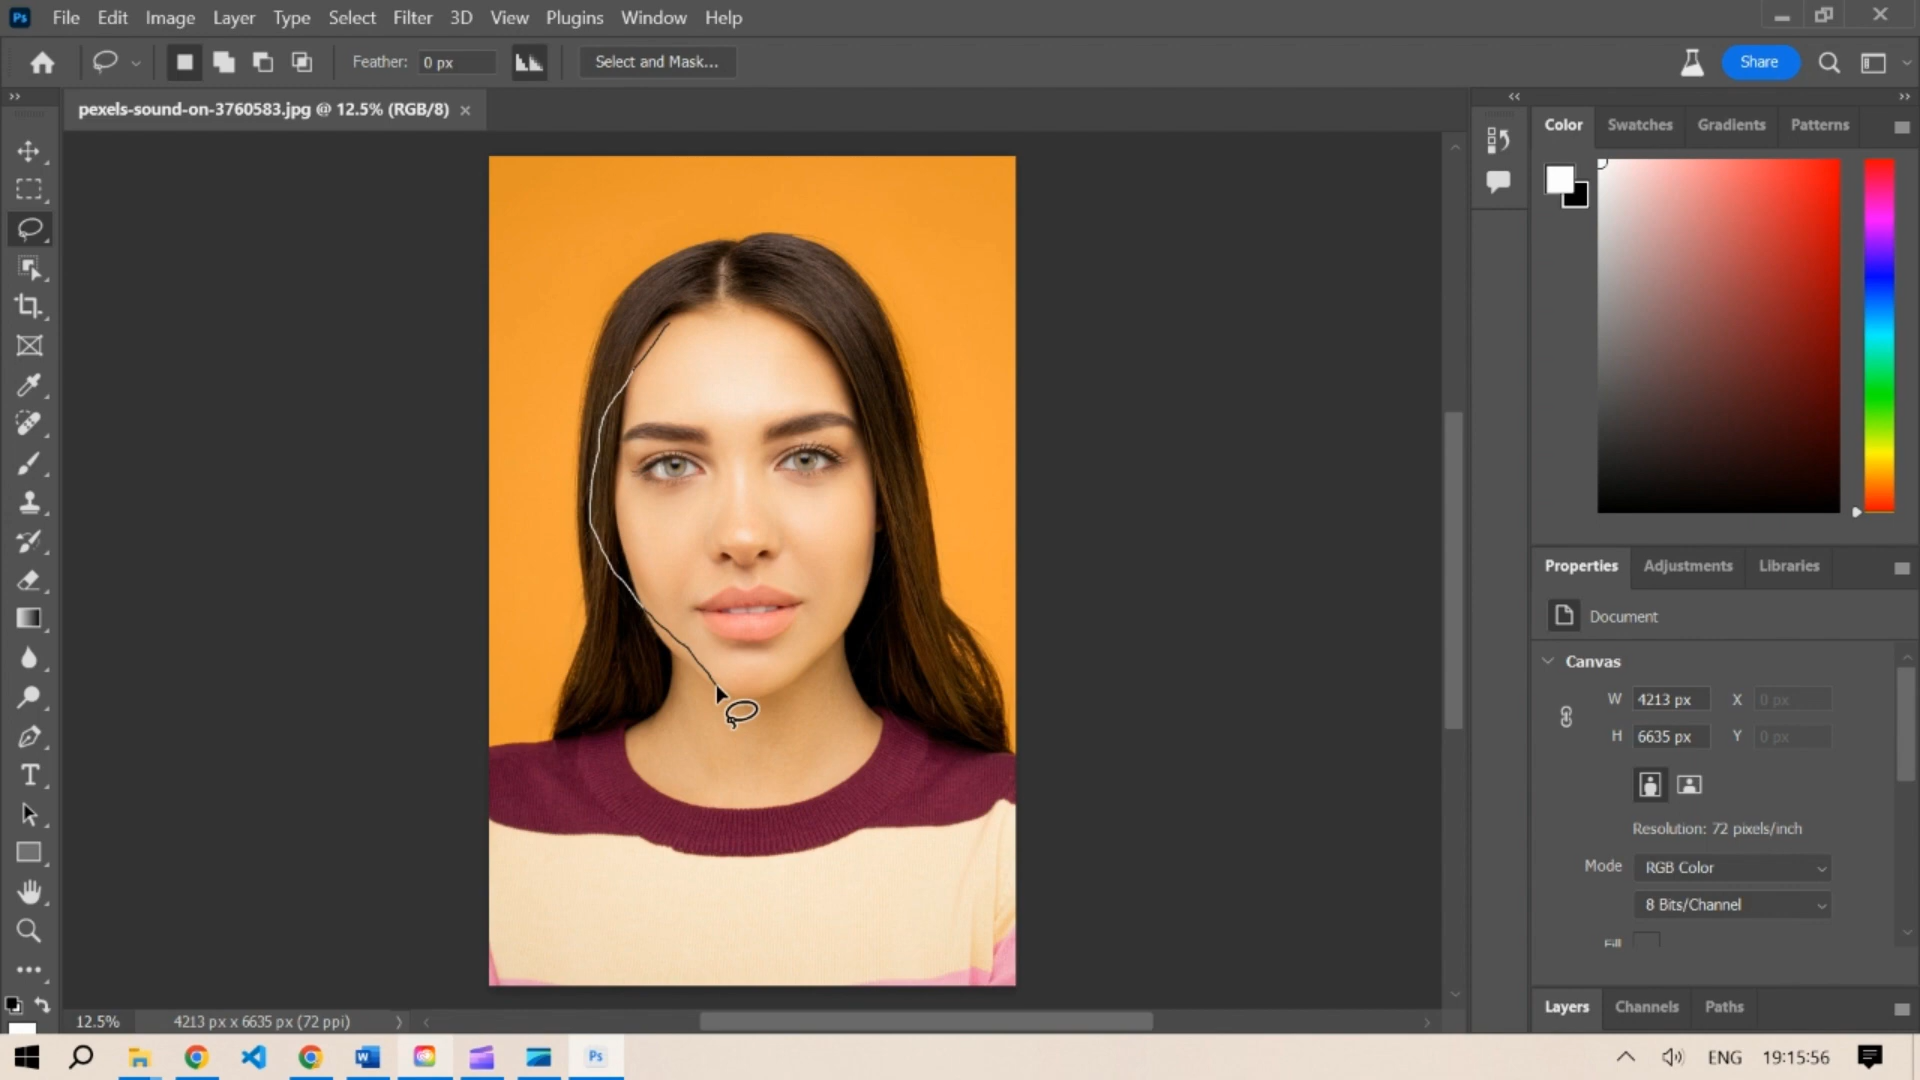 Ps File Edit Image Layer Type Select Filter 3D View Plugins Window Help
Feather: 0 px Select and Mask... Share
pexels-sound-on-3760583.jpg @ 12.5% (RGB/8) ×
Color Swatches Gradients Patterns
Properties Adjustments Libraries
Document
Canvas
W 4213 px X 0 px
H 6635 px Y 0 px
Resolution: 72 pixels/inch
Mode RGB Color
8 Bits/Channel
Fill
Layers Channels Paths
12.5% 4213 px x 6635 px (72 ppi)
W Ps ENG 19:15:56